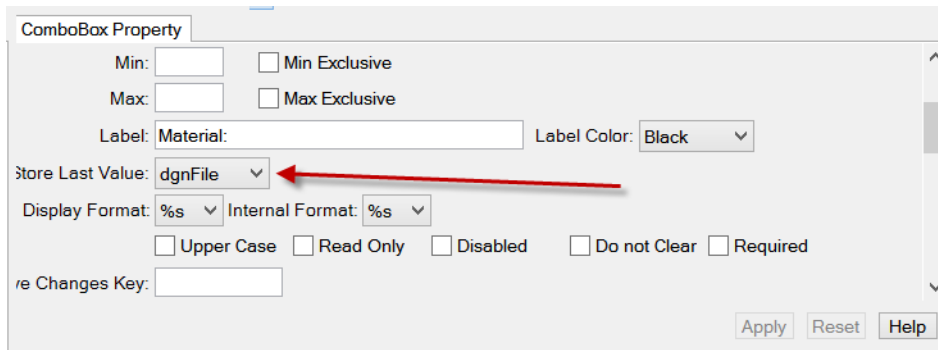 ComboBox Property
Min: Min Exclusive
Max: Max Exclusive
Label: Material: Label Color: Black
Store Last Value: dgnFile
Display Format: %s Internal Format: %s
Upper Case Read Only Disabled Do not Clear Required
ve Changes Key:
Apply Reset Help